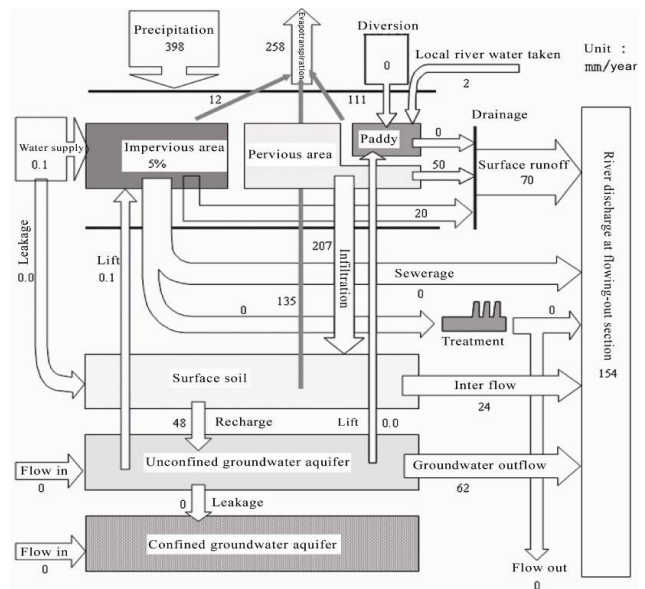 Precipitation
398
258
Evapotranspiration
Diversion
0
Local river water taken
2
Unit :
mm/year
12
111
Drainage
Water supply
0.1
Impervious area
5%
Pervious area
Paddy
0
50
Surface runoff
70
20
Leakage
0.0
Lift
0.1
207
Infiltration
135
Sewerage
0
0
Treatment
0
River discharge at flowing-out section
154
Surface soil
Inter flow
24
48
Recharge
Lift
0.0
Flow in
0
Unconfined groundwater aquifer
Groundwater outflow
62
0
Leakage
Flow in
0
Confined groundwater aquifer
Flow out
0